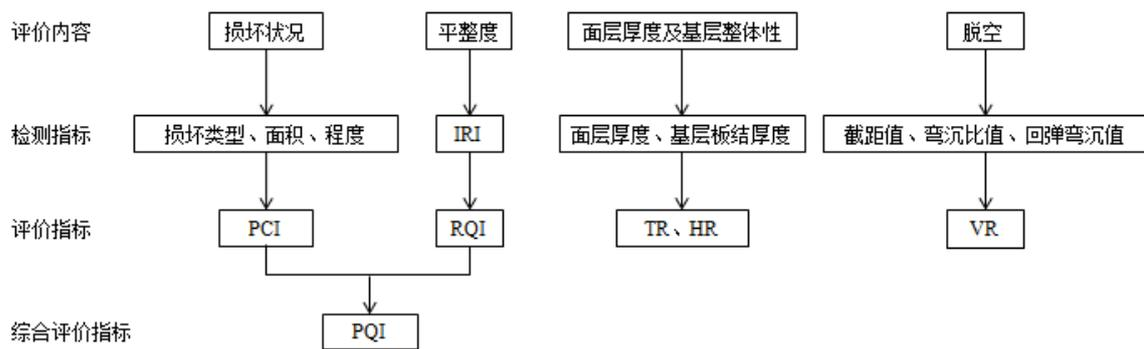 评价内容 损坏状况 平整度 面层厚度及基层整体性 脱空
检测指标 损坏类型、面积、程度 IRI 面层厚度、基层板结厚度 截距值、弯沉比值、回弹弯沉值
评价指标 PCI RQI TR、HR VR
综合评价指标 PQI